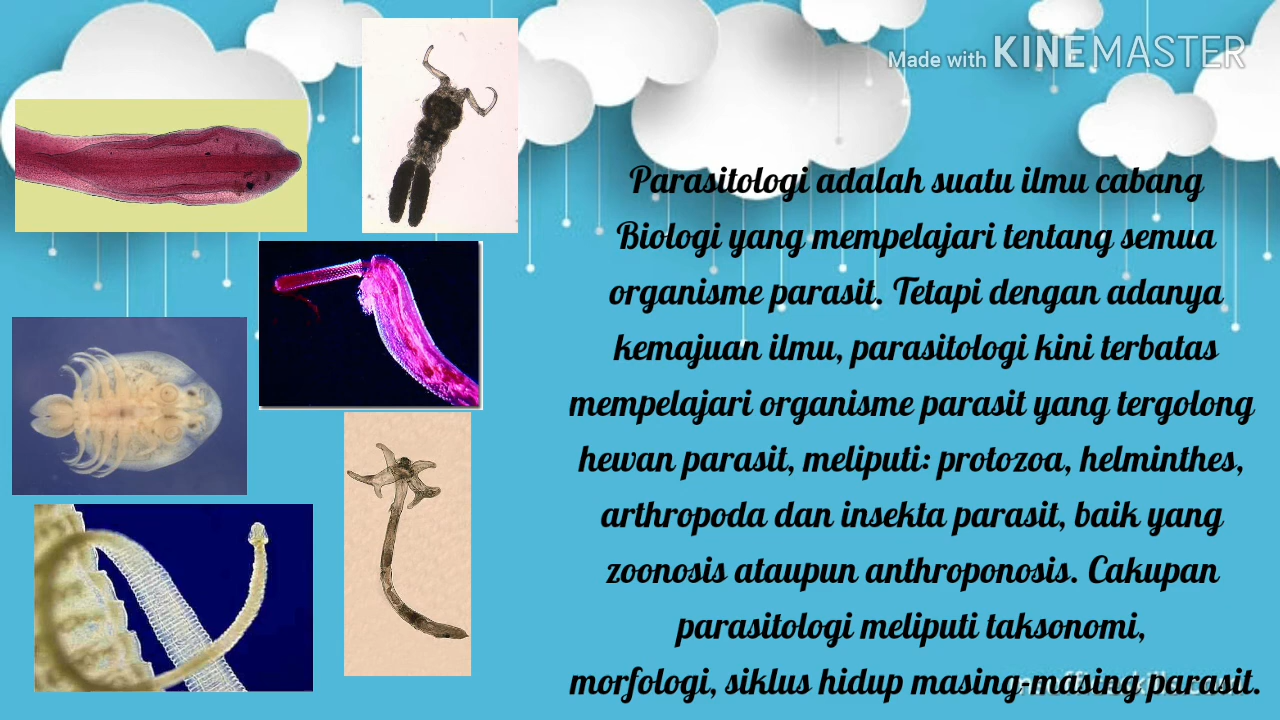 Made with KINEMASTER
Parasitologi adalah suatu ilmu cabang
Biologi yang mempelajari tentang semua
organisme parasit. Tetapi dengan adanya
kemajuan ilmu, parasitologi kini terbatas
mempelajari organisme parasit yang tergolong
hewan parasit, meliputi: protozoa, helminthes,
arthropoda dan insekta parasit, baik yang
zoonosis ataupun anthroponosis. Cakupan
parasitologi meliputi taksonomi,
morfologi, siklus hidup masing-masing parasit.